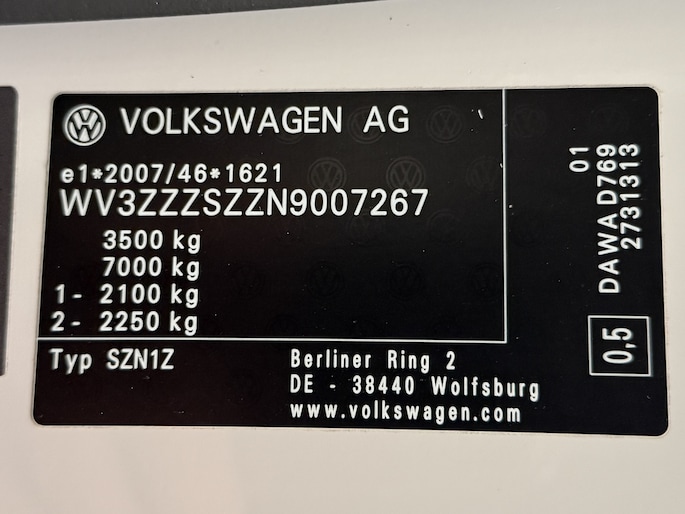 VOLKSWAGEN AG
e1*2007/46*1621
WV3ZZZSZZN9007267
3500 kg
7000 kg
1- 2100 kg
2- 2250 kg
Typ SZN1Z
Berliner Ring 2
DE - 38440 Wolfsburg
www.volkswagen.com
01
DAWA D769
2731313
0,5